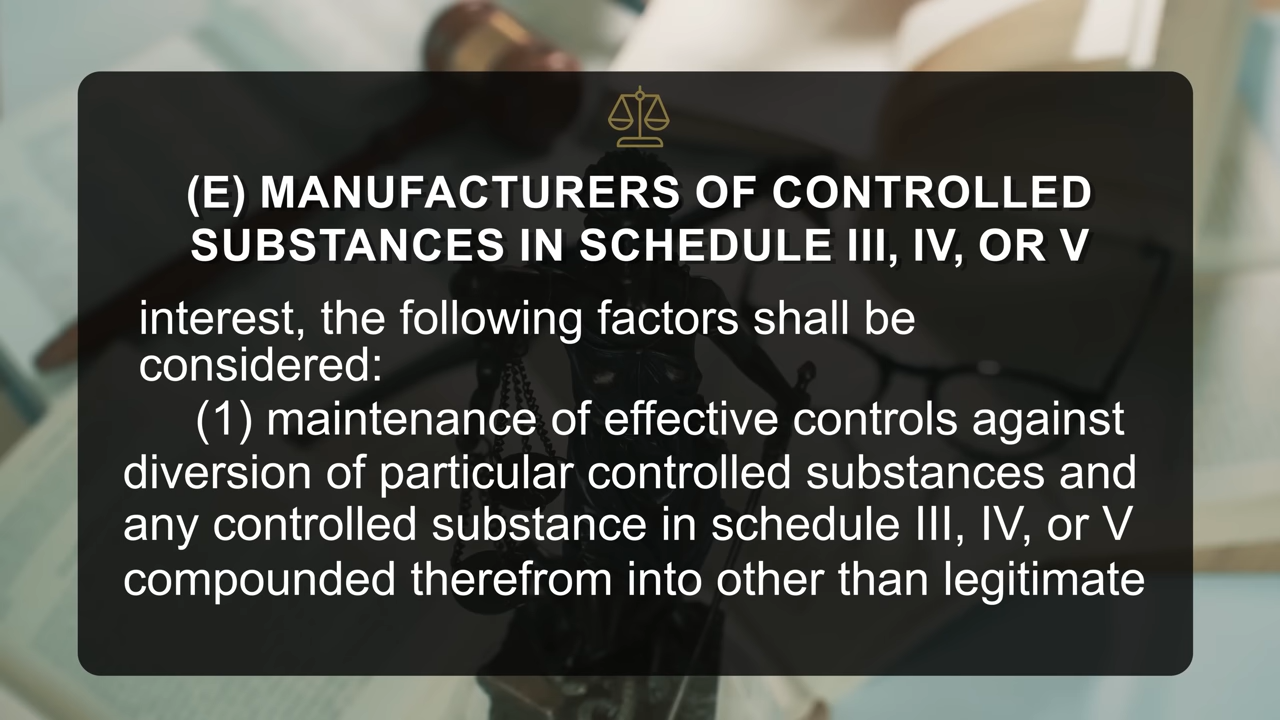 (E) MANUFACTURERS OF CONTROLLED
SUBSTANCES IN SCHEDULE III, IV, OR V
interest, the following factors shall be
considered:
(1) maintenance of effective controls against
diversion of particular controlled substances and
any controlled substance in schedule III, IV, or V
compounded therefrom into other than legitimate